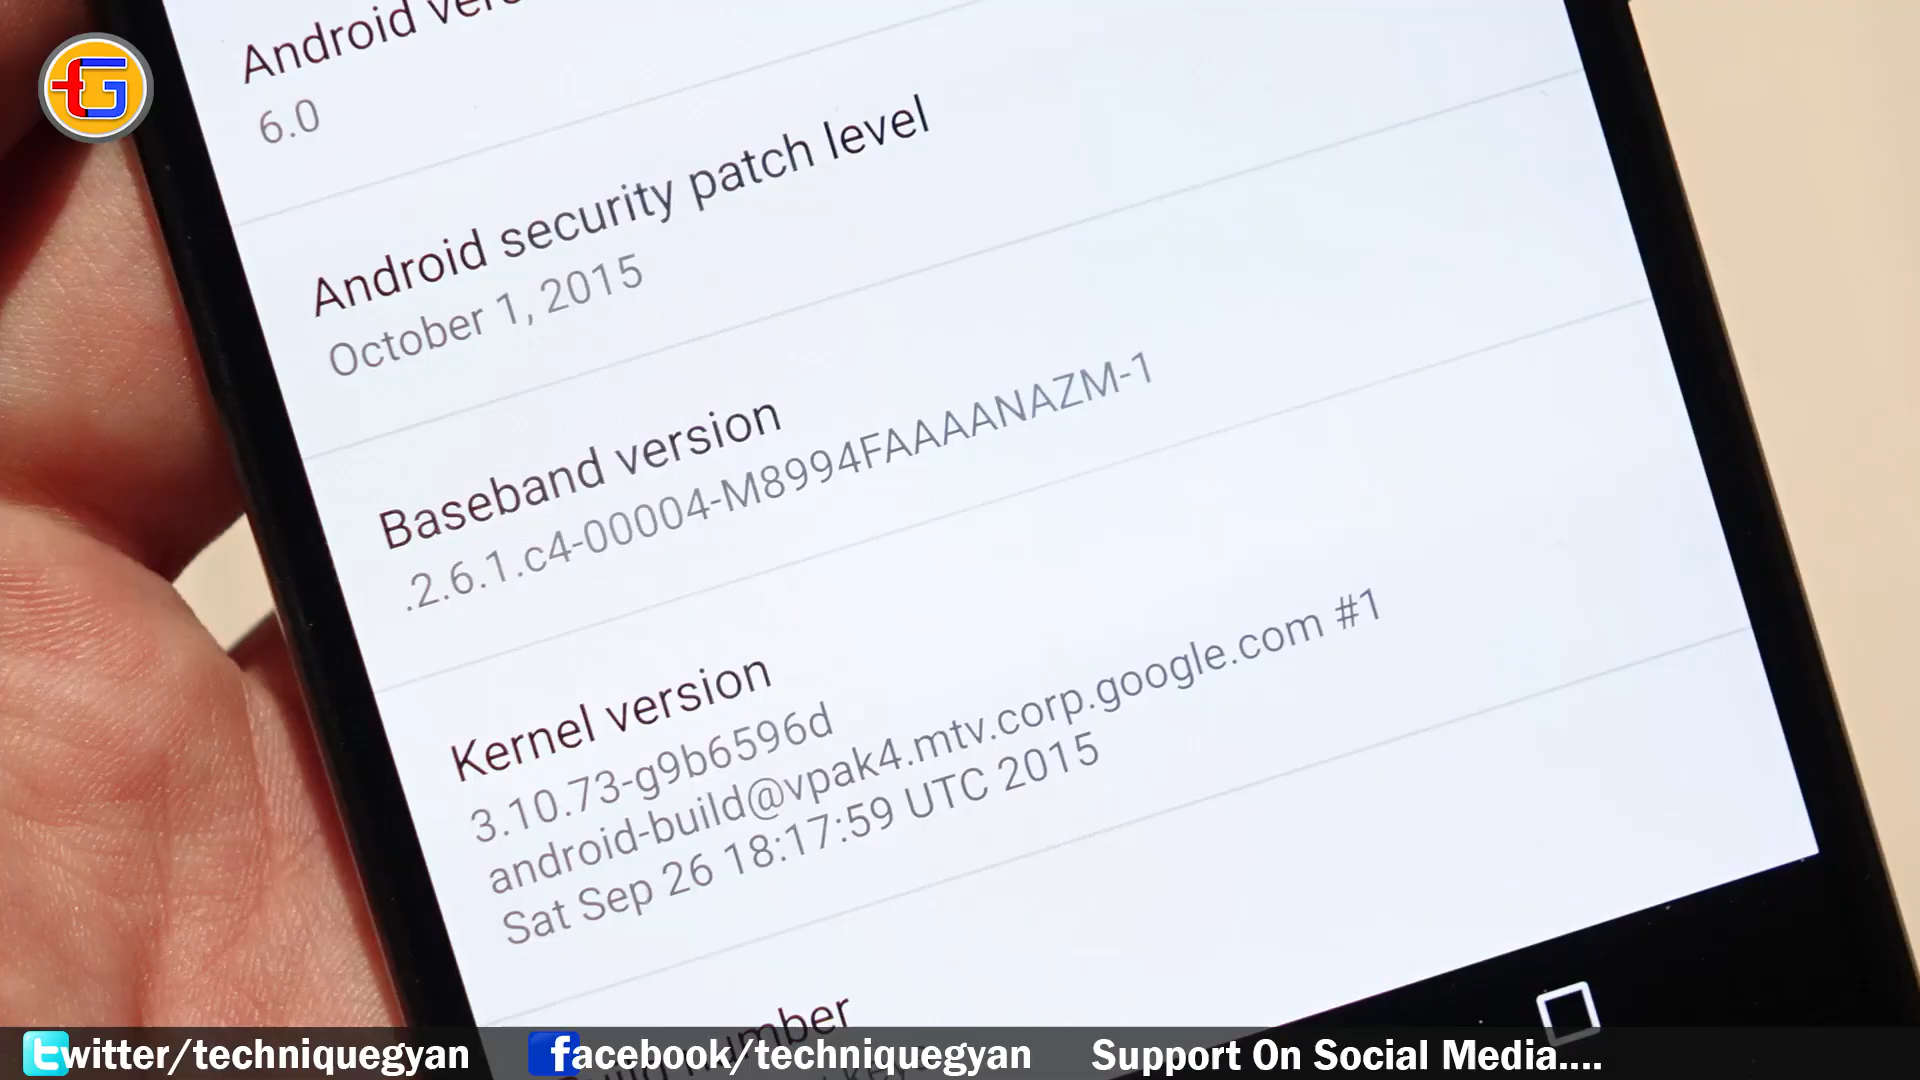 tG
Android
6.0
Android security patch level
October 1, 2015
Baseband version
.2.6.1.c4-00004-M8994FAAAANAZM-1
Kernel version
3.10.73-g9b6596d
android-build@vpak4.mtv.corp.google.com #1
Sat Sep 26 18:17:59 UTC 2015
twitter/techniquegyan
facebook/techniquegyan
Support On Social Media....